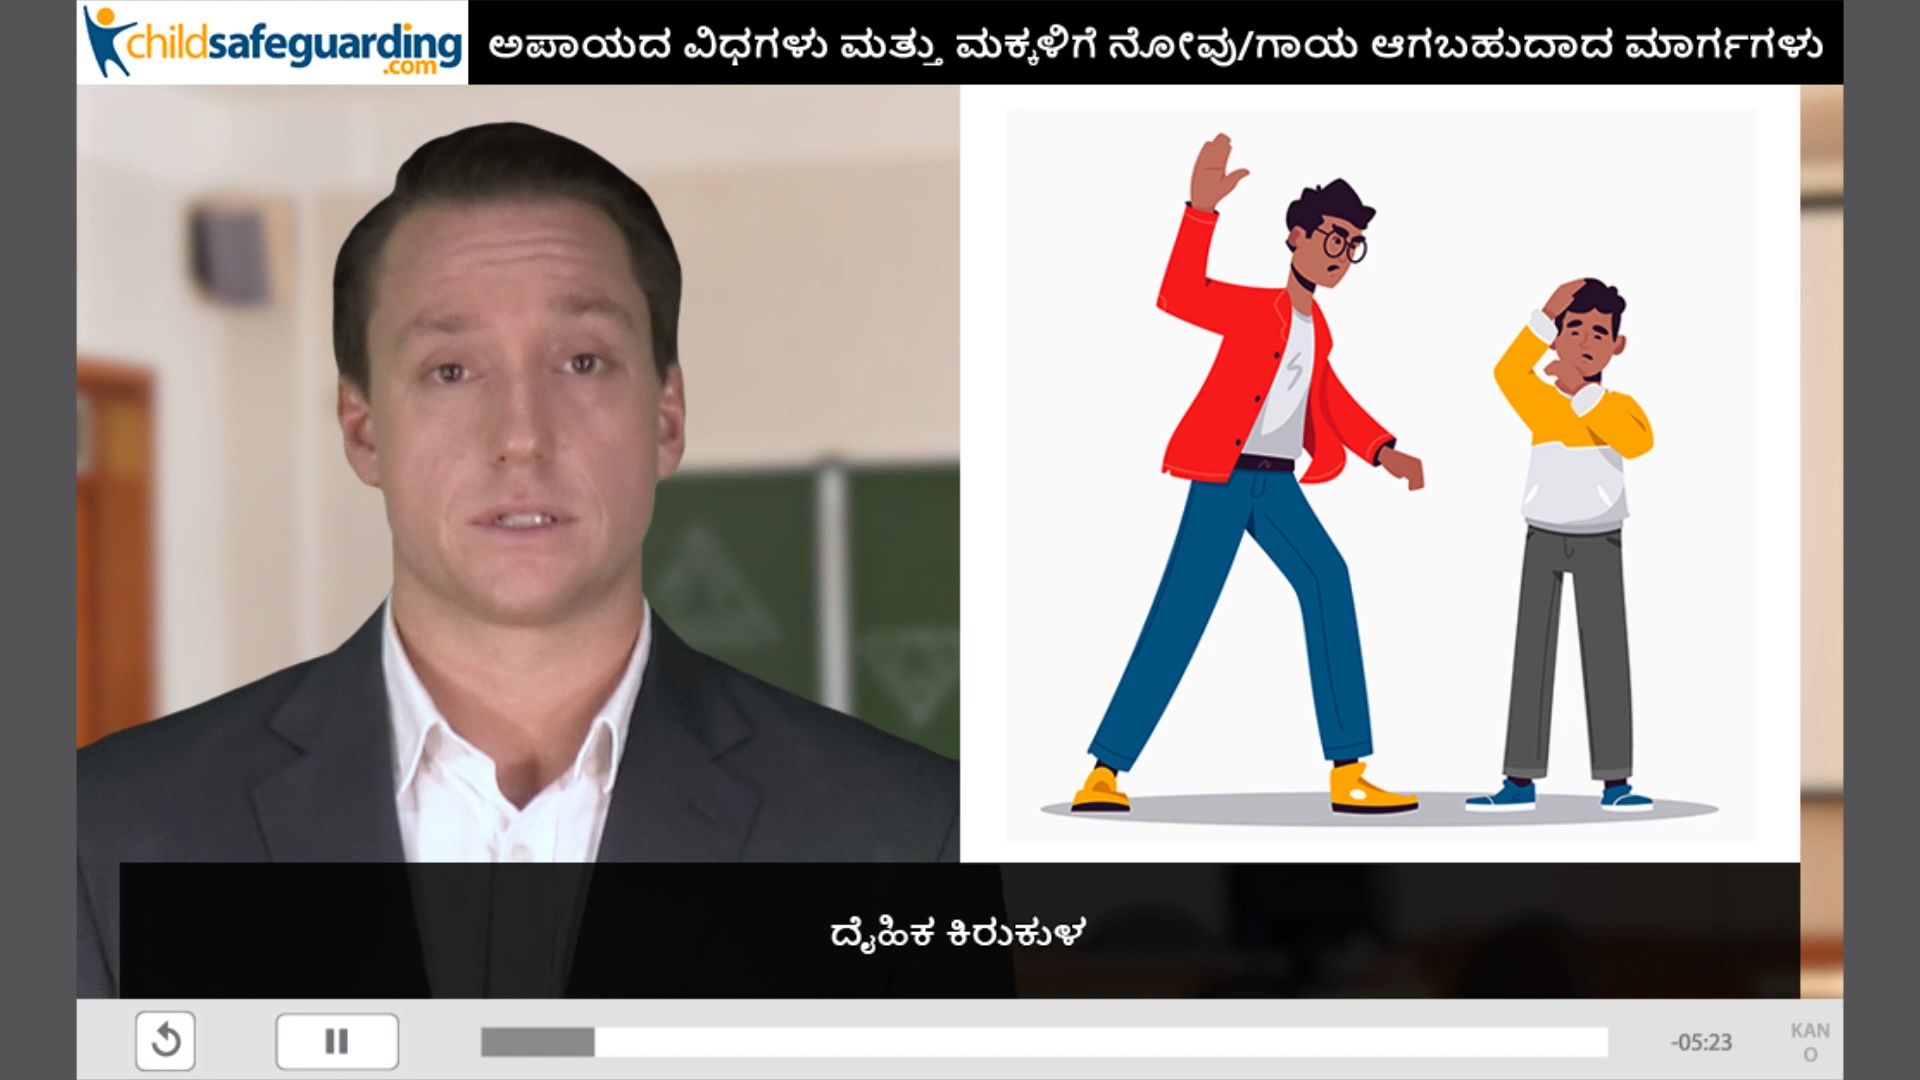 childsafeguarding
.com
ಅಪಾಯದ ವಿಧಗಳು ಮತ್ತು ಮಕ್ಕಳಿಗೆ ನೋವು/ಗಾಯ ಆಗಬಹುದಾದ ಮಾರ್ಗಗಳು
ದೈಹಿಕ ಕಿರುಕುಳ
-05:23
KAN
O